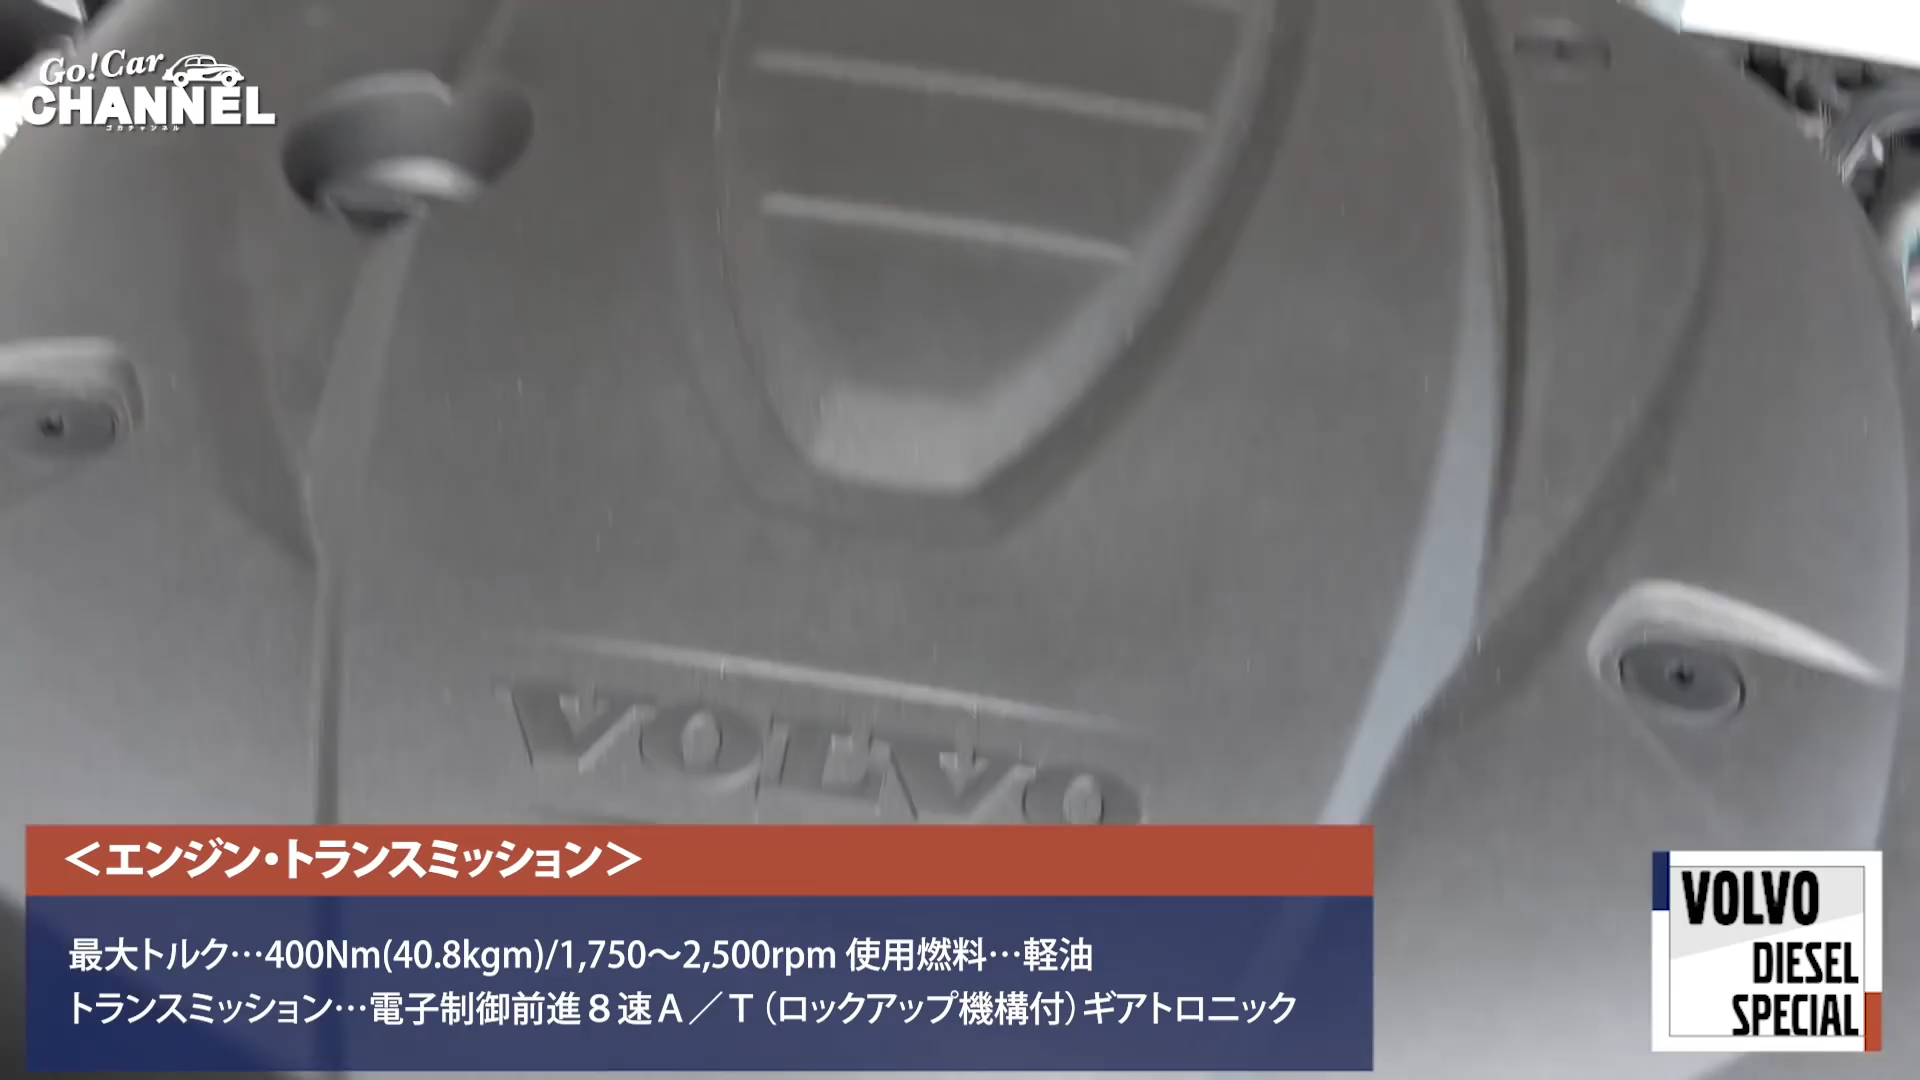 Go!Car
CHANNEL
ゴカチャンネル
VOLVO
＜エンジン・トランスミッション＞
最大トルク…400Nm(40.8kgm)/1,750〜2,500rpm 使用燃料…軽油
トランスミッション…電子制御前進８速Ａ／Ｔ（ロックアップ機構付）ギアトロニック
VOLVO
DIESEL
SPECIAL